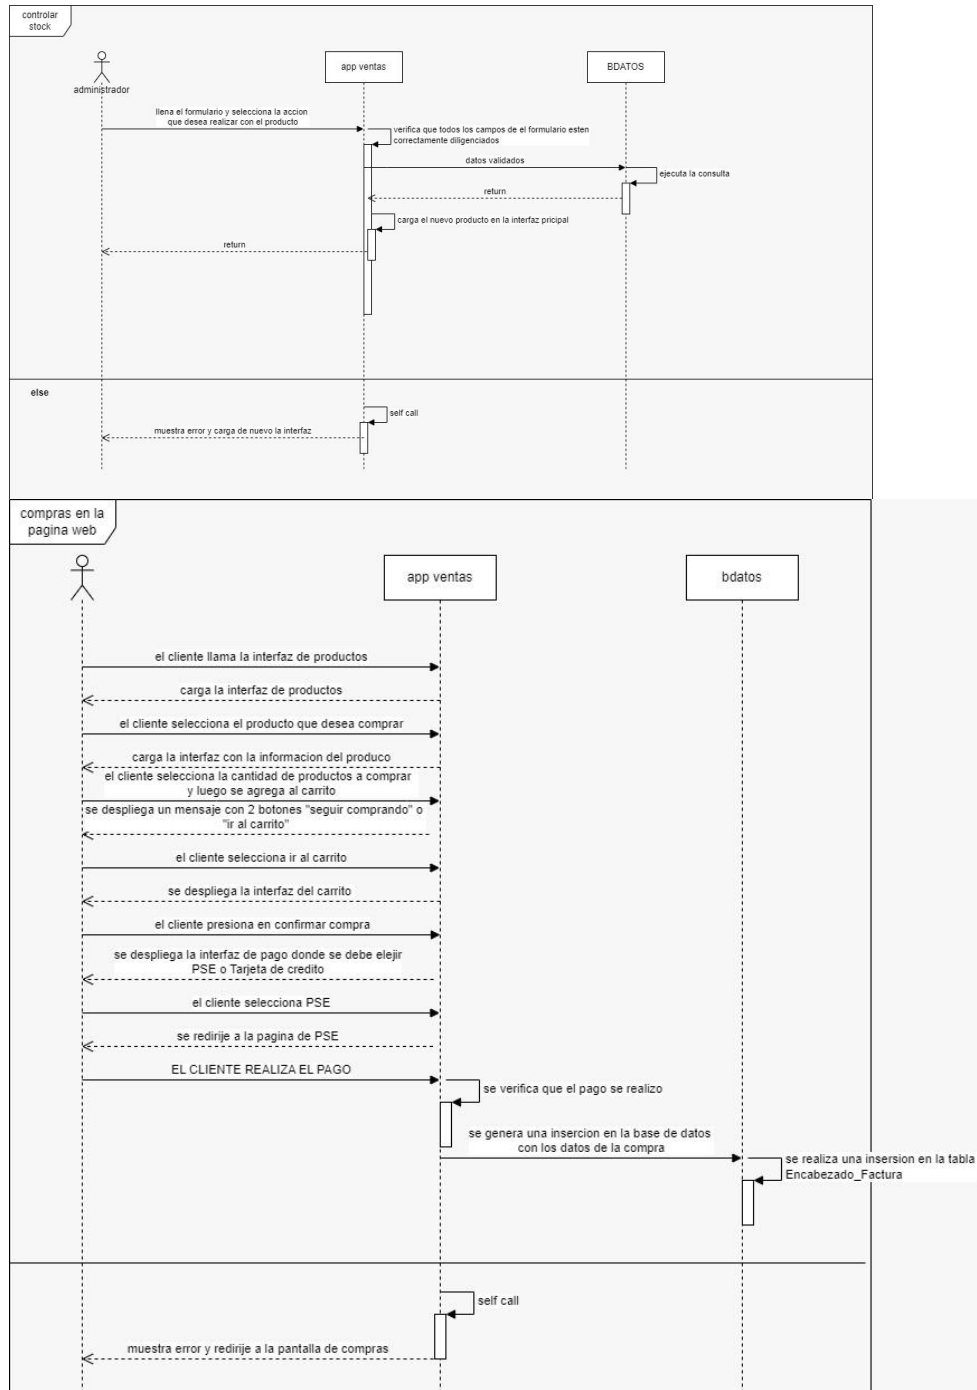 controlar
stock
administrador
app ventas
BDATOS
llena el formulario y selecciona la accion
que desea realizar con el producto
verifica que todos los campos de el formulario esten
correctamente diligenciados
datos validados
ejecuta la consulta
return
carga el nuevo producto en la interfaz pricipal
return
else
self call
muestra error y carga de nuevo la interfaz
compras en la
pagina web
app ventas
bdatos
el cliente llama la interfaz de productos
carga la interfaz de productos
el cliente selecciona el producto que desea comprar
carga la interfaz con la informacion del produco
el cliente selecciona la cantidad de productos a comprar
y luego se agrega al carrito
se despliega un mensaje con 2 botones "seguir comprando" o
"ir al carrito"
el cliente selecciona ir al carrito
se despliega la interfaz del carrito
el cliente presiona en confirmar compra
se despliega la interfaz de pago donde se debe elejir
PSE o Tarjeta de credito
el cliente selecciona PSE
se redirije a la pagina de PSE
EL CLIENTE REALIZA EL PAGO
se verifica que el pago se realizo
se genera una insercion en la base de datos
con los datos de la compra
se realiza una insersion en la tabla
Encabezado_Factura
self call
muestra error y redirije a la pantalla de compras